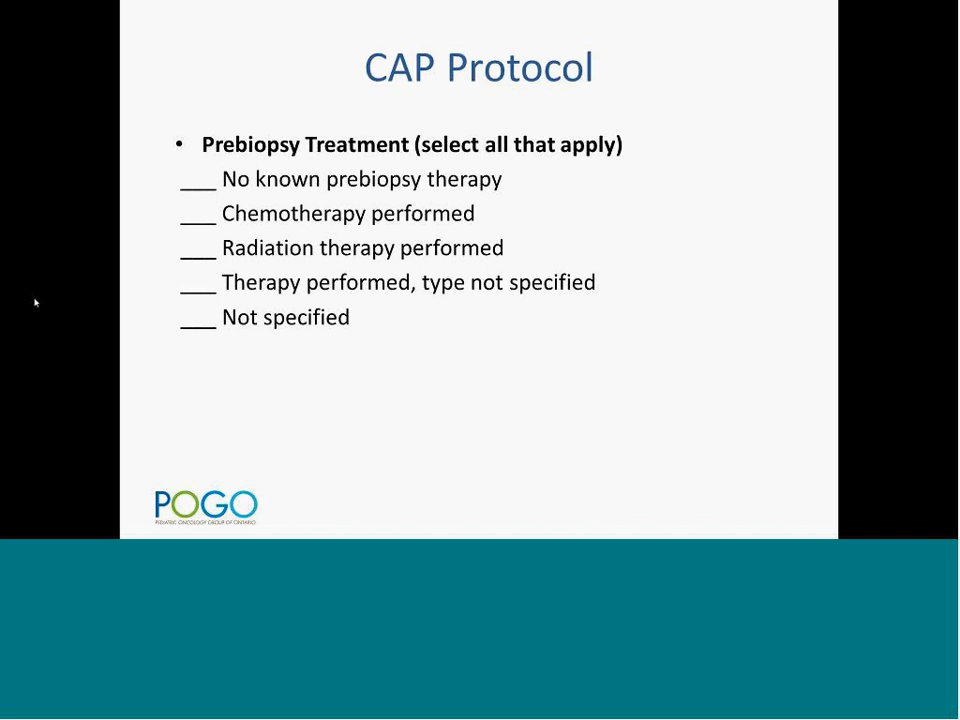 CAP Protocol
• Prebiopsy Treatment (select all that apply)
___ No known prebiopsy therapy
___ Chemotherapy performed
___ Radiation therapy performed
___ Therapy performed, type not specified
___ Not specified
POGO
PEDIATRIC ONCOLOGY GROUP OF ONTARIO